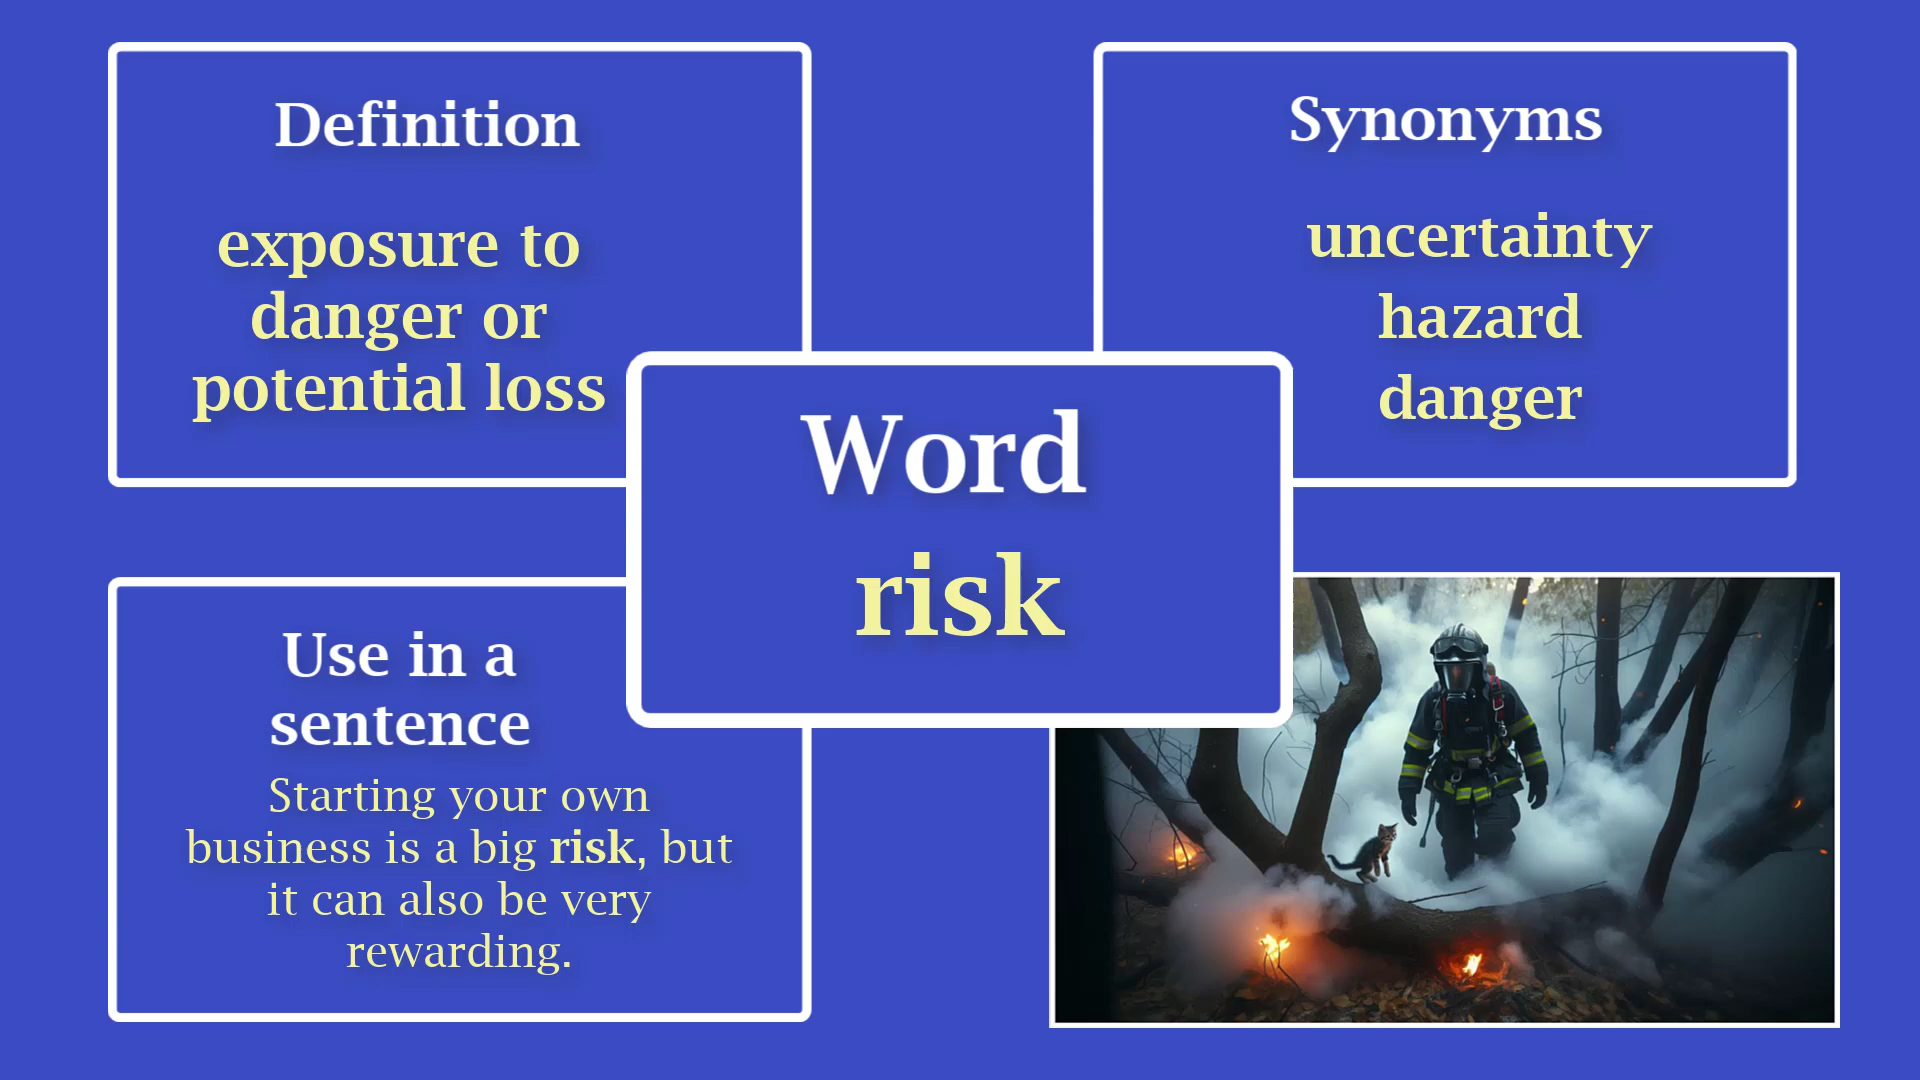 Definition
exposure to
danger or
potential loss
Synonyms
uncertainty
hazard
danger
Word
risk
Use in a
sentence
Starting your own
business is a big risk, but
it can also be very
rewarding.